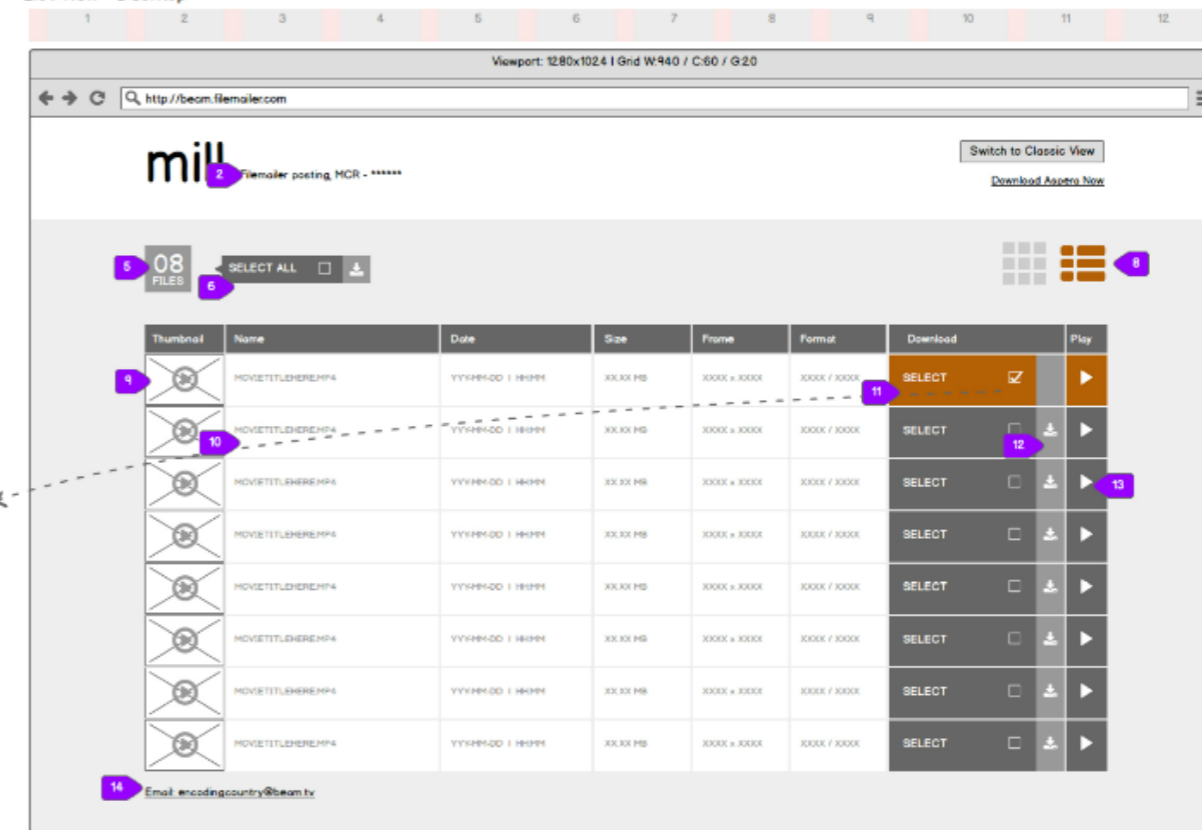 1 2 3 4 5 6 7 8 9 10 11 12
Viewport: 1280x1024 | Grid W:940 / C:60 / G:20
http://beam.filemailer.com
mill
2
Filemailer posting, MCR - ******
Switch to Classic View
Download Aspera Now
5
08
FILES
6
SELECT ALL
8
Thumbnail Name Date Size Frame Format Download Play
9
MOVIETITLEHERE.MP4 YYY-MM-DD | HH:MM XX.XX MB XXXX x XXXX XXXX / XXXX SELECT
11
10
MOVIETITLEHERE.MP4 YYY-MM-DD | HH:MM XX.XX MB XXXX x XXXX XXXX / XXXX SELECT
12
MOVIETITLEHERE.MP4 YYY-MM-DD | HH:MM XX.XX MB XXXX x XXXX XXXX / XXXX SELECT
13
MOVIETITLEHERE.MP4 YYY-MM-DD | HH:MM XX.XX MB XXXX x XXXX XXXX / XXXX SELECT
MOVIETITLEHERE.MP4 YYY-MM-DD | HH:MM XX.XX MB XXXX x XXXX XXXX / XXXX SELECT
MOVIETITLEHERE.MP4 YYY-MM-DD | HH:MM XX.XX MB XXXX x XXXX XXXX / XXXX SELECT
MOVIETITLEHERE.MP4 YYY-MM-DD | HH:MM XX.XX MB XXXX x XXXX XXXX / XXXX SELECT
MOVIETITLEHERE.MP4 YYY-MM-DD | HH:MM XX.XX MB XXXX x XXXX XXXX / XXXX SELECT
14
Email: encodingcountry@beam.tv